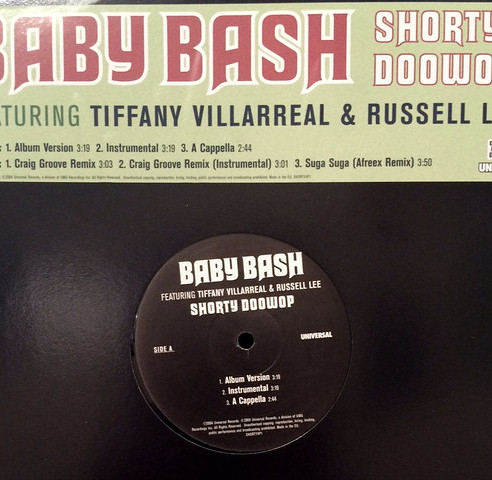 BABY BASH
SHORTY
DOOWOP
FEATURING TIFFANY VILLARREAL & RUSSELL L
: 1. Album Version 3:19 2. Instrumental 3:19 3. A Cappella 2:44
: 1. Craig Groove Remix 3:03 2. Craig Groove Remix (Instrumental) 3:01 3. Suga Suga (Afreex Remix) 3:50
UN
BABY BASH
FEATURING TIFFANY VILLARREAL & RUSSELL LEE
SHORTY DOOWOP
SIDE A
UNIVERSAL
1. Album Version 3:19
2. Instrumental 3:19
3. A Cappella 2:44